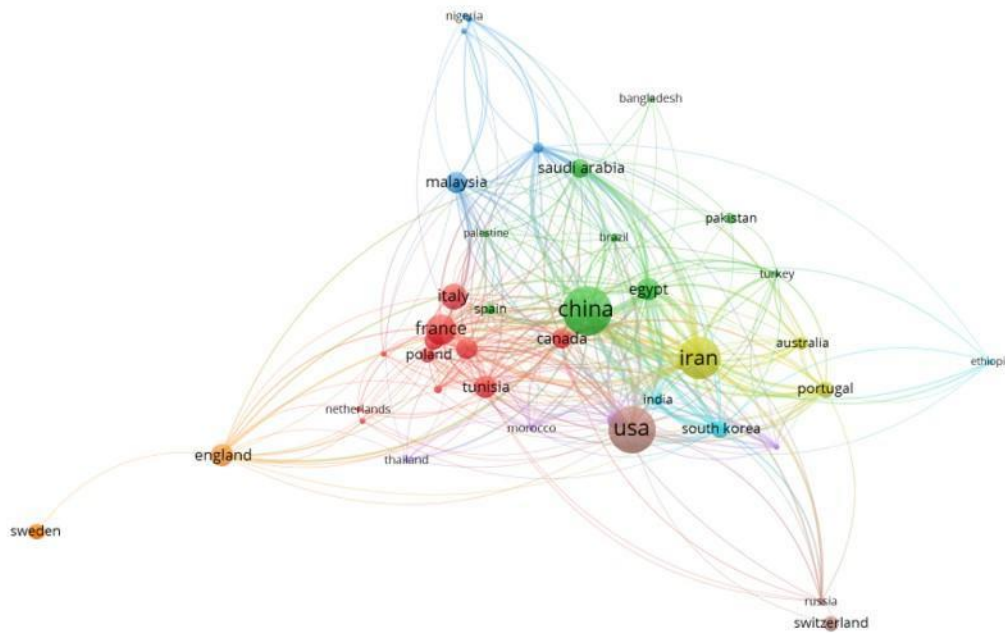 nigeria
bangladesh
saudi arabia
malaysia
pakistan
palestine
brazil
turkey
egypt
italy
spain
china
france
canada
australia
poland
iran
ethiopi
tunisia
portugal
india
netherlands
usa
south korea
morocco
england
thailand
sweden
russia
switzerland